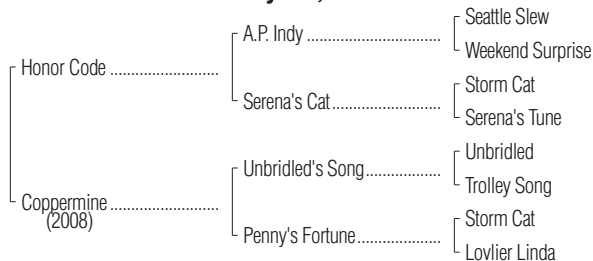 Seattle Slew
A.P. Indy ..............................
Weekend Surprise
Honor Code ........................
Storm Cat
Serena's Cat........................
Serena's Tune
Unbridled
Unbridled's Song.................
Trolley Song
Coppermine ........................
(2008)
Storm Cat
Penny's Fortune...................
Lovlier Linda